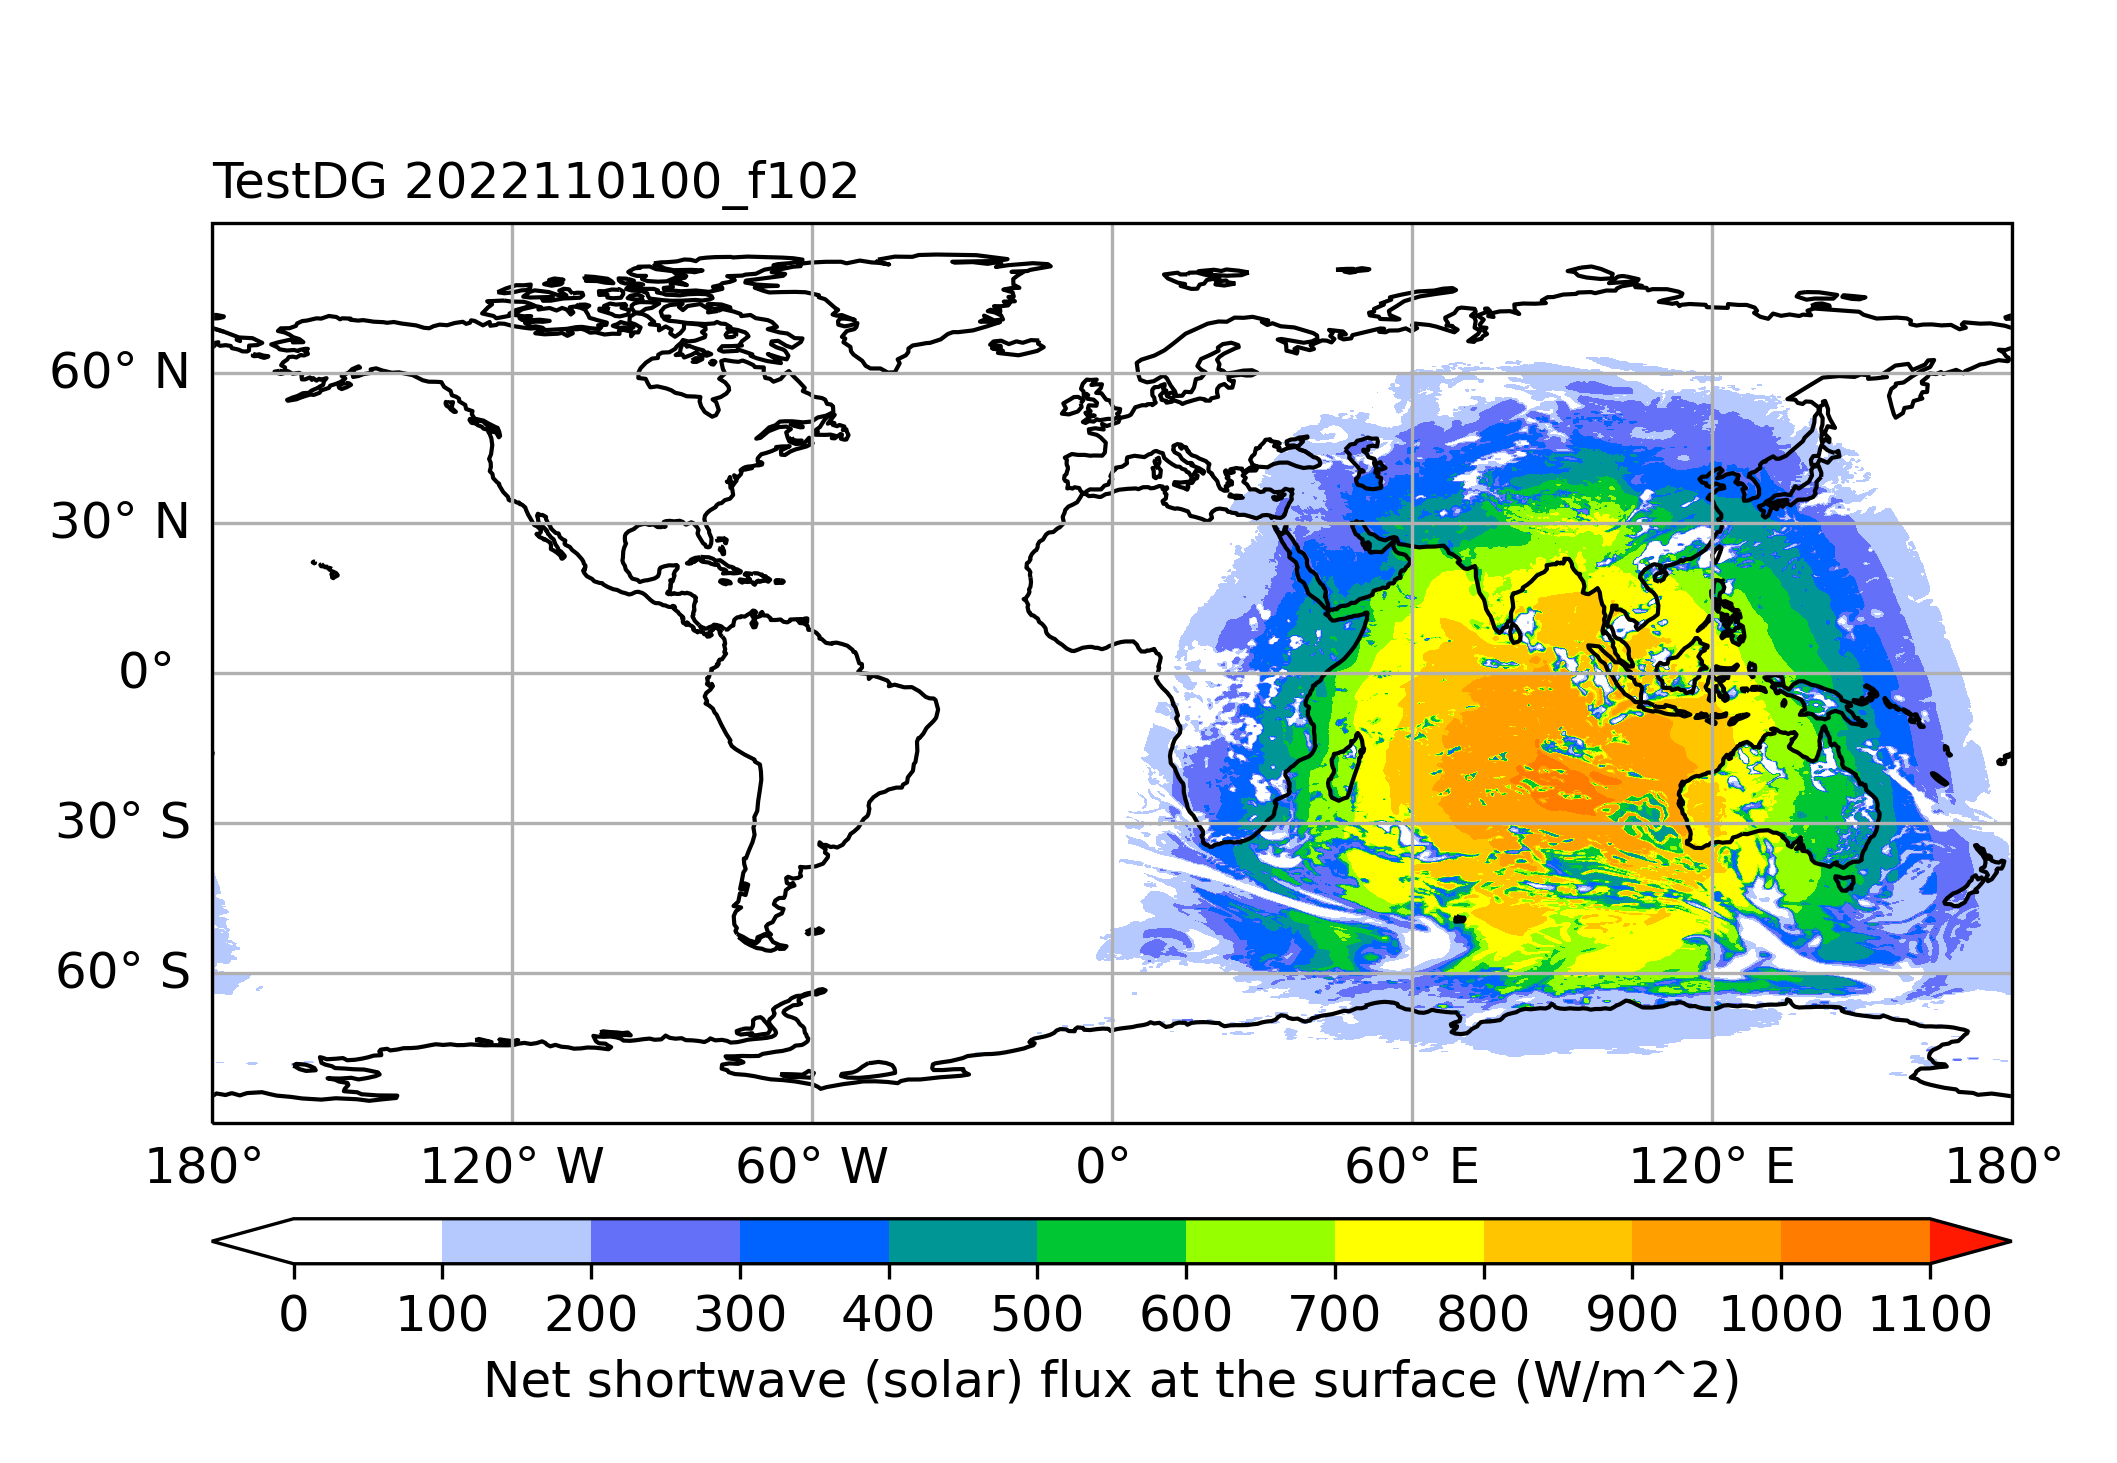 TestDG 2022110100_f102
60° N
30° N
0°
30° S
60° S
180° 120° W 60° W 0° 60° E 120° E 180°
0 100 200 300 400 500 600 700 800 900 1000 1100
Net shortwave (solar) flux at the surface (W/m^2)